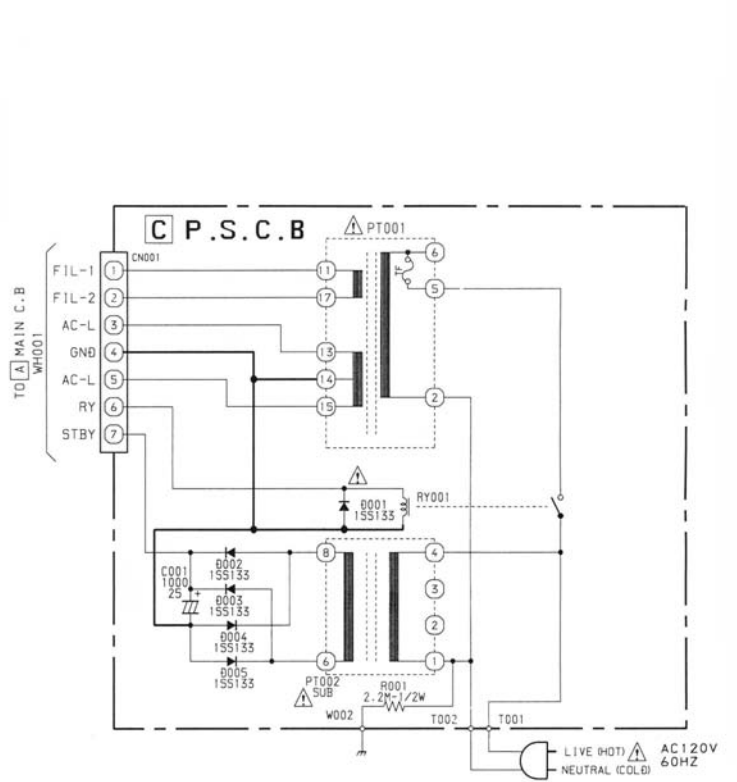 C P.S.C.B
PT001
CN001
TO A MAIN C.B
WH001
FIL-1 1
FIL-2 2
AC-L 3
GND 4
AC-L 5
RY 6
STBY 7
11
17
13
14
15
6
TF
5
2
RY001
D001
1SS133
C001
1000
25
+
D002
1SS133
D003
1SS133
D004
1SS133
D005
1SS133
8
6
4
3
2
1
PT002
SUB
R001
2.2M-1/2W
W002
T002
T001
LIVE (HOT)
NEUTRAL (COLD)
AC120V
60HZ